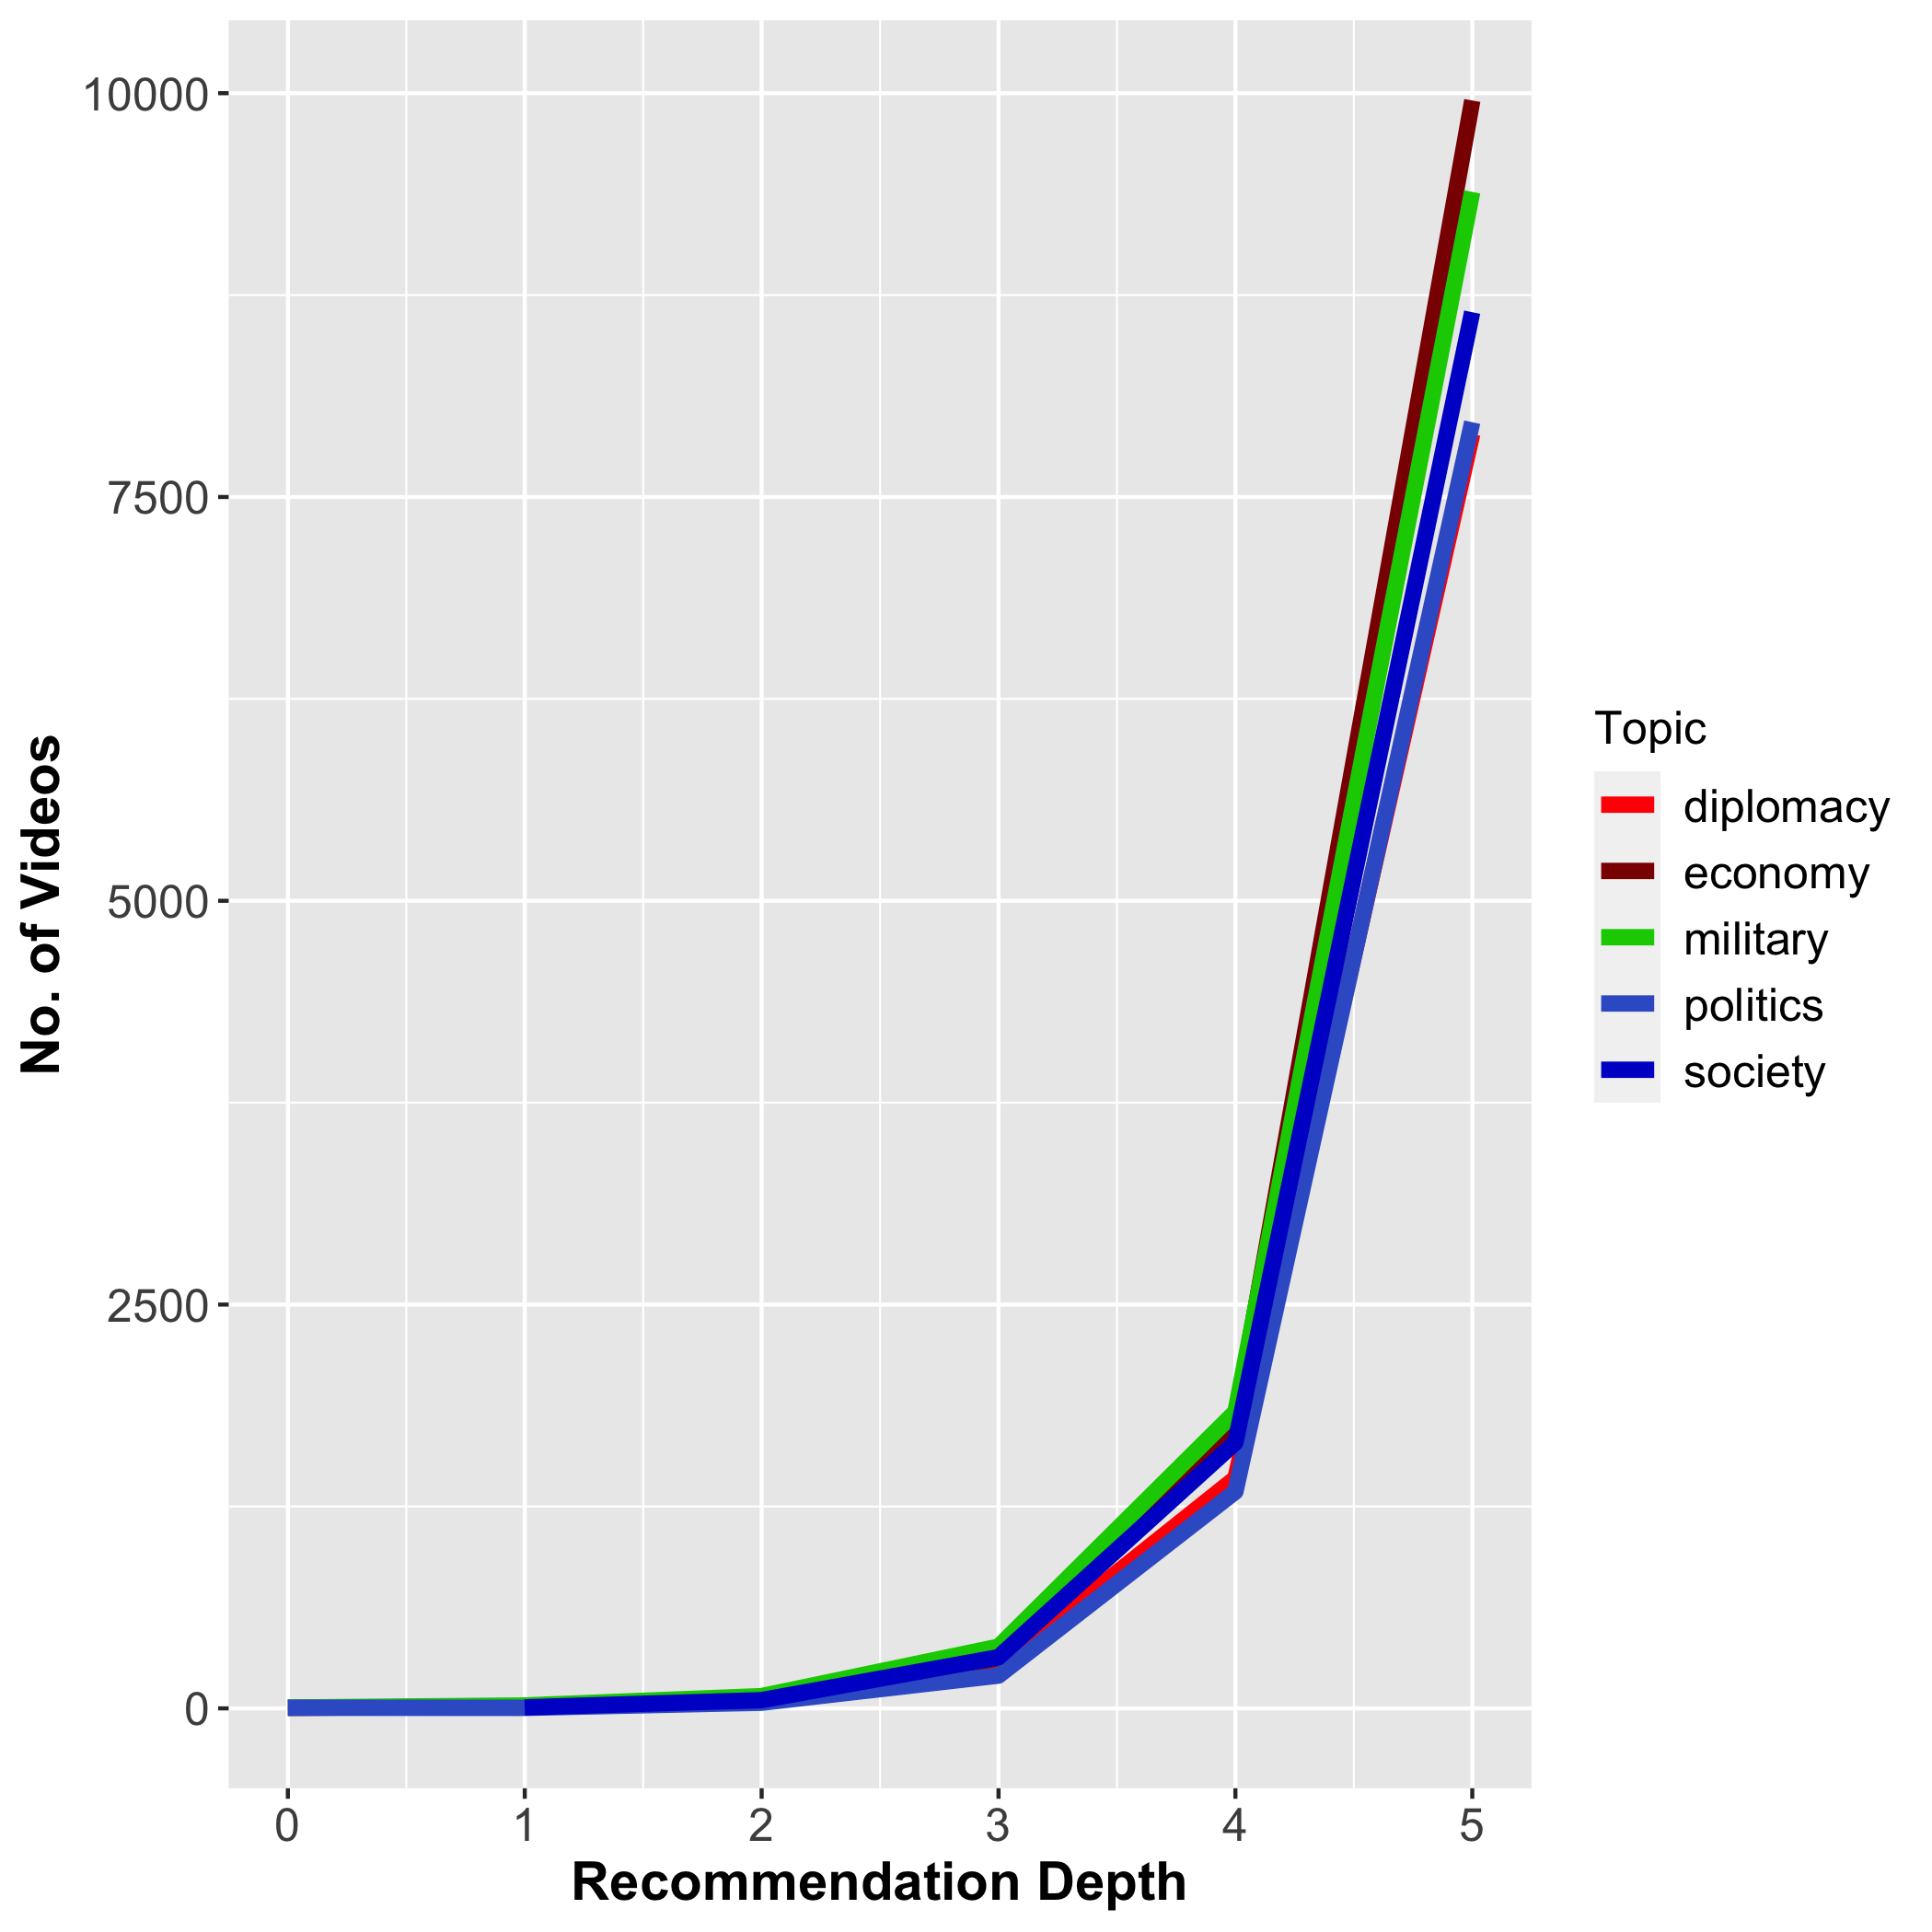 10000
7500
5000
2500
0
No. of Videos
0 1 2 3 4 5
Recommendation Depth
Topic
diplomacy
economy
military
politics
society